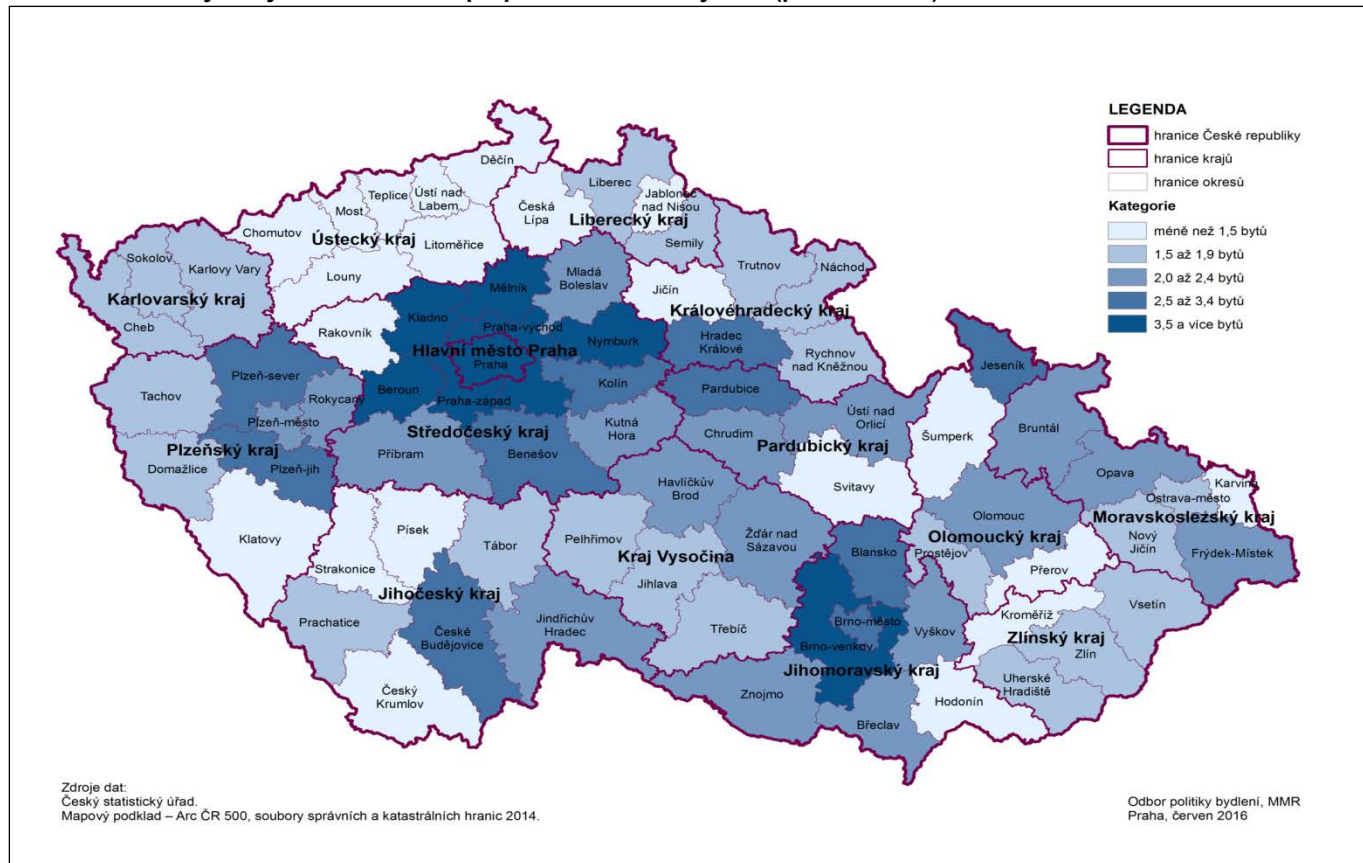 LEGENDA
hranice České republiky
hranice krajů
hranice okresů
Kategorie
méně než 1,5 bytů
1,5 až 1,9 bytů
2,0 až 2,4 bytů
2,5 až 3,4 bytů
3,5 a více bytů
Děčín
Liberec
Teplice
Ústí nad
Labem
Jablonec
nad Nisou
Most
Česká
Lípa
Liberecký kraj
Chomutov
Ústecký kraj
Litoměřice
Semily
Sokolov
Karlovy Vary
Louny
Mladá
Boleslav
Trutnov
Náchod
Karlovarský kraj
Mělník
Jičín
Královéhradecký kraj
Cheb
Rakovník
Kladno
Praha-východ
Nymburk
Hradec
Králové
Hlavní město Praha
Praha
Rychnov
nad Kněžnou
Jeseník
Plzeň-sever
Beroun
Praha-západ
Kolín
Pardubice
Tachov
Rokycany
Plzeň-město
Středočeský kraj
Kutná
Hora
Chrudim
Ústí nad
Orlicí
Šumperk
Bruntál
Plzeňský kraj
Pardubický kraj
Domažlice
Plzeň-jih
Příbram
Benešov
Opava
Havlíčkův
Brod
Svitavy
Karviná
Ostrava-město
Moravskoslezský kraj
Klatovy
Písek
Tábor
Pelhřimov
Žďár nad
Sázavou
Olomouc
Olomoucký kraj
Nový
Jičín
Frýdek-Místek
Kraj Vysočina
Blansko
Prostějov
Přerov
Strakonice
Jihlava
Jihočeský kraj
Vsetín
Prachatice
České
Budějovice
Jindřichův
Hradec
Třebíč
Brno-město
Vyškov
Kroměříž
Zlínský kraj
Zlín
Brno-venkov
Jihomoravský kraj
Uherské
Hradiště
Český
Krumlov
Znojmo
Břeclav
Hodonín
Zdroje dat:
Český statistický úřad.
Mapový podklad – Arc ČR 500, soubory správních a katastrálních hranic 2014.
Odbor politiky bydlení, MMR
Praha, červen 2016